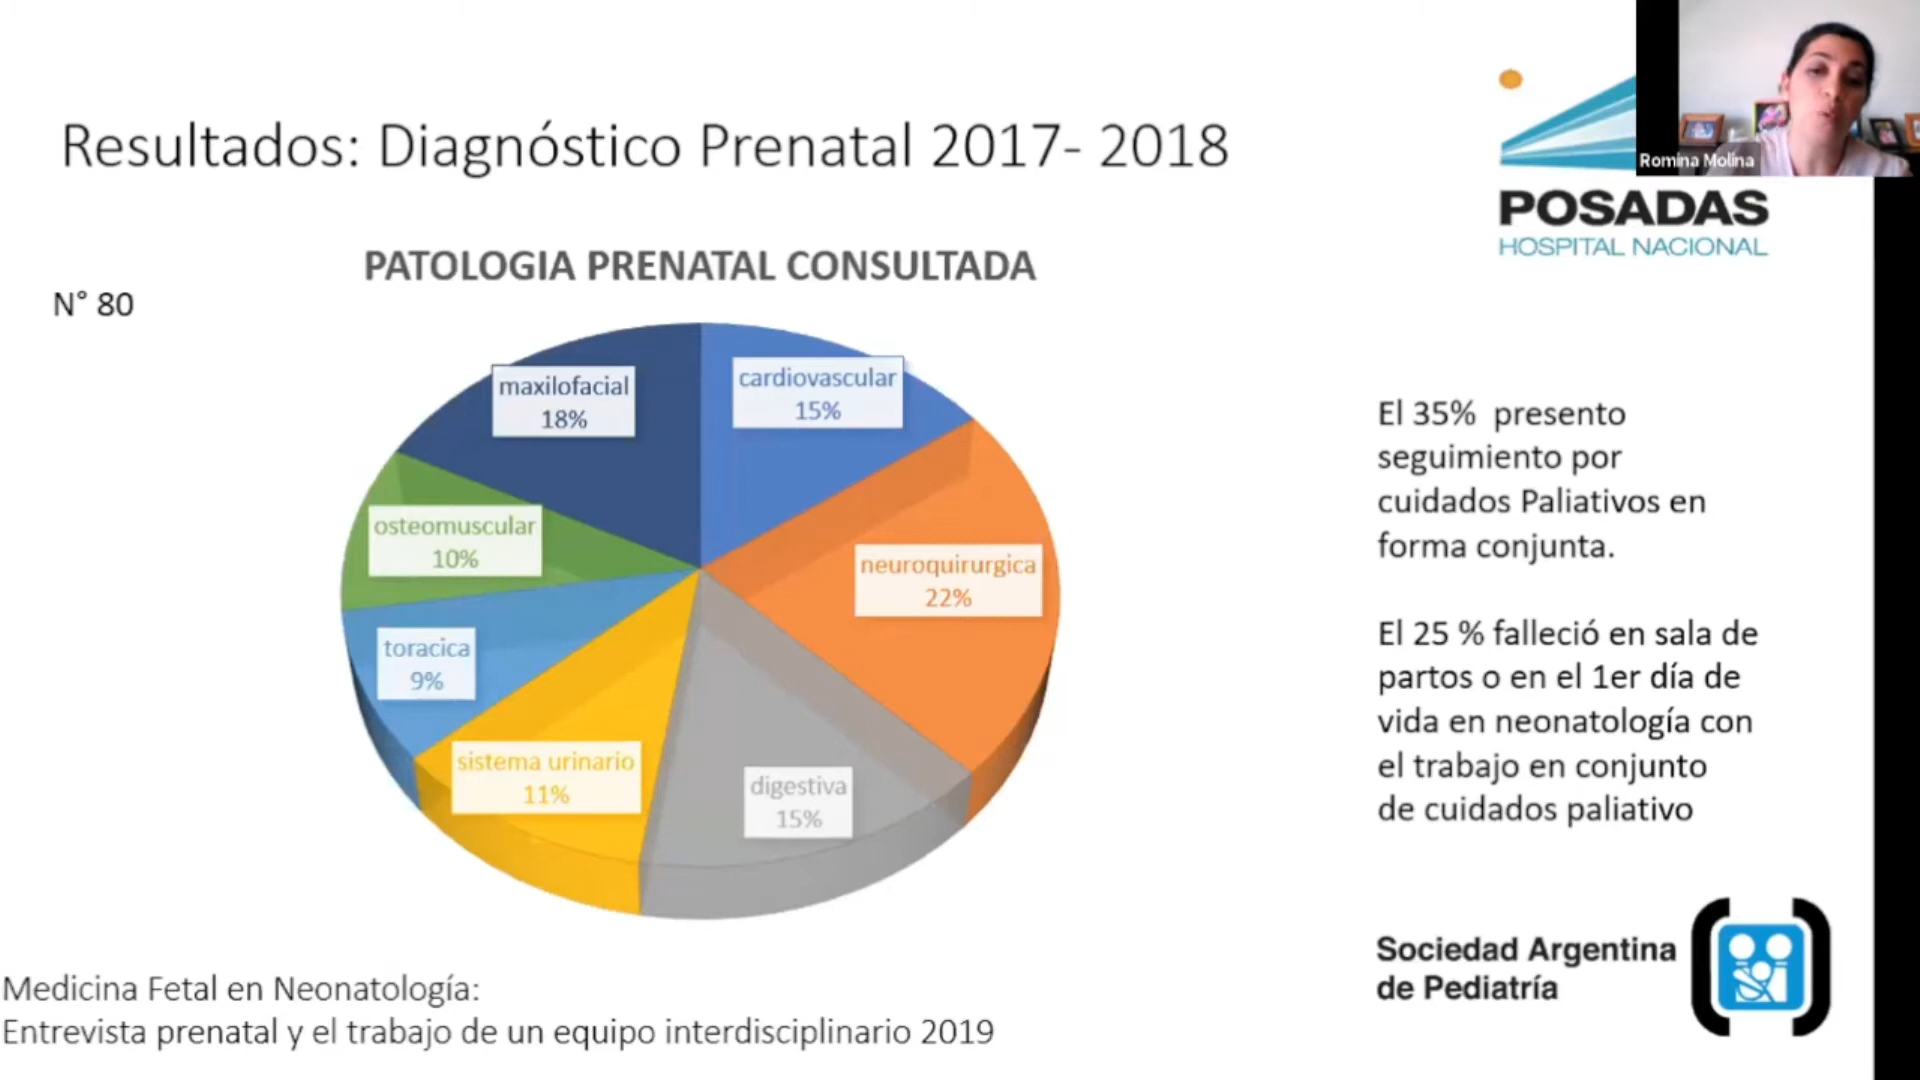 Resultados: Diagnóstico Prenatal 2017- 2018
Romina Molina
POSADAS
HOSPITAL NACIONAL
PATOLOGIA PRENATAL CONSULTADA
N° 80
maxilofacial
18%
cardiovascular
15%
osteomuscular
10%
neuroquirurgica
22%
toracica
9%
sistema urinario
11%
digestiva
15%
El 35% presento
seguimiento por
cuidados Paliativos en
forma conjunta.
El 25 % falleció en sala de
partos o en el 1er día de
vida en neonatología con
el trabajo en conjunto
de cuidados paliativo
Sociedad Argentina
de Pediatría
Medicina Fetal en Neonatología:
Entrevista prenatal y el trabajo de un equipo interdisciplinario 2019